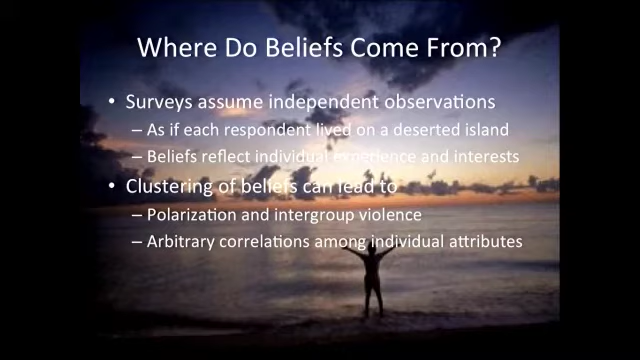 Where Do Beliefs Come From?
• Surveys assume independent observations
– As if each respondent lived on a deserted island
– Beliefs reflect individual experience and interests
• Clustering of beliefs can lead to
– Polarization and intergroup violence
– Arbitrary correlations among individual attributes